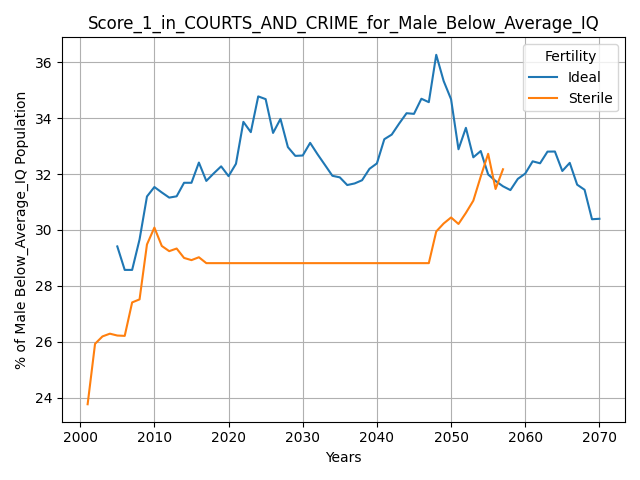 Score_1_in_COURTS_AND_CRIME_for_Male_Below_Average_IQ
Fertility
Ideal
Sterile
% of Male Below_Average_IQ Population
36
34
32
30
28
26
24
2000 2010 2020 2030 2040 2050 2060 2070
Years